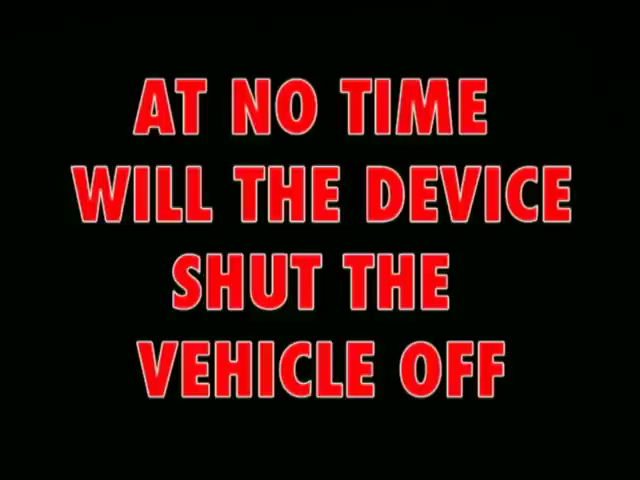 AT NO TIME
WILL THE DEVICE
SHUT THE
VEHICLE OFF